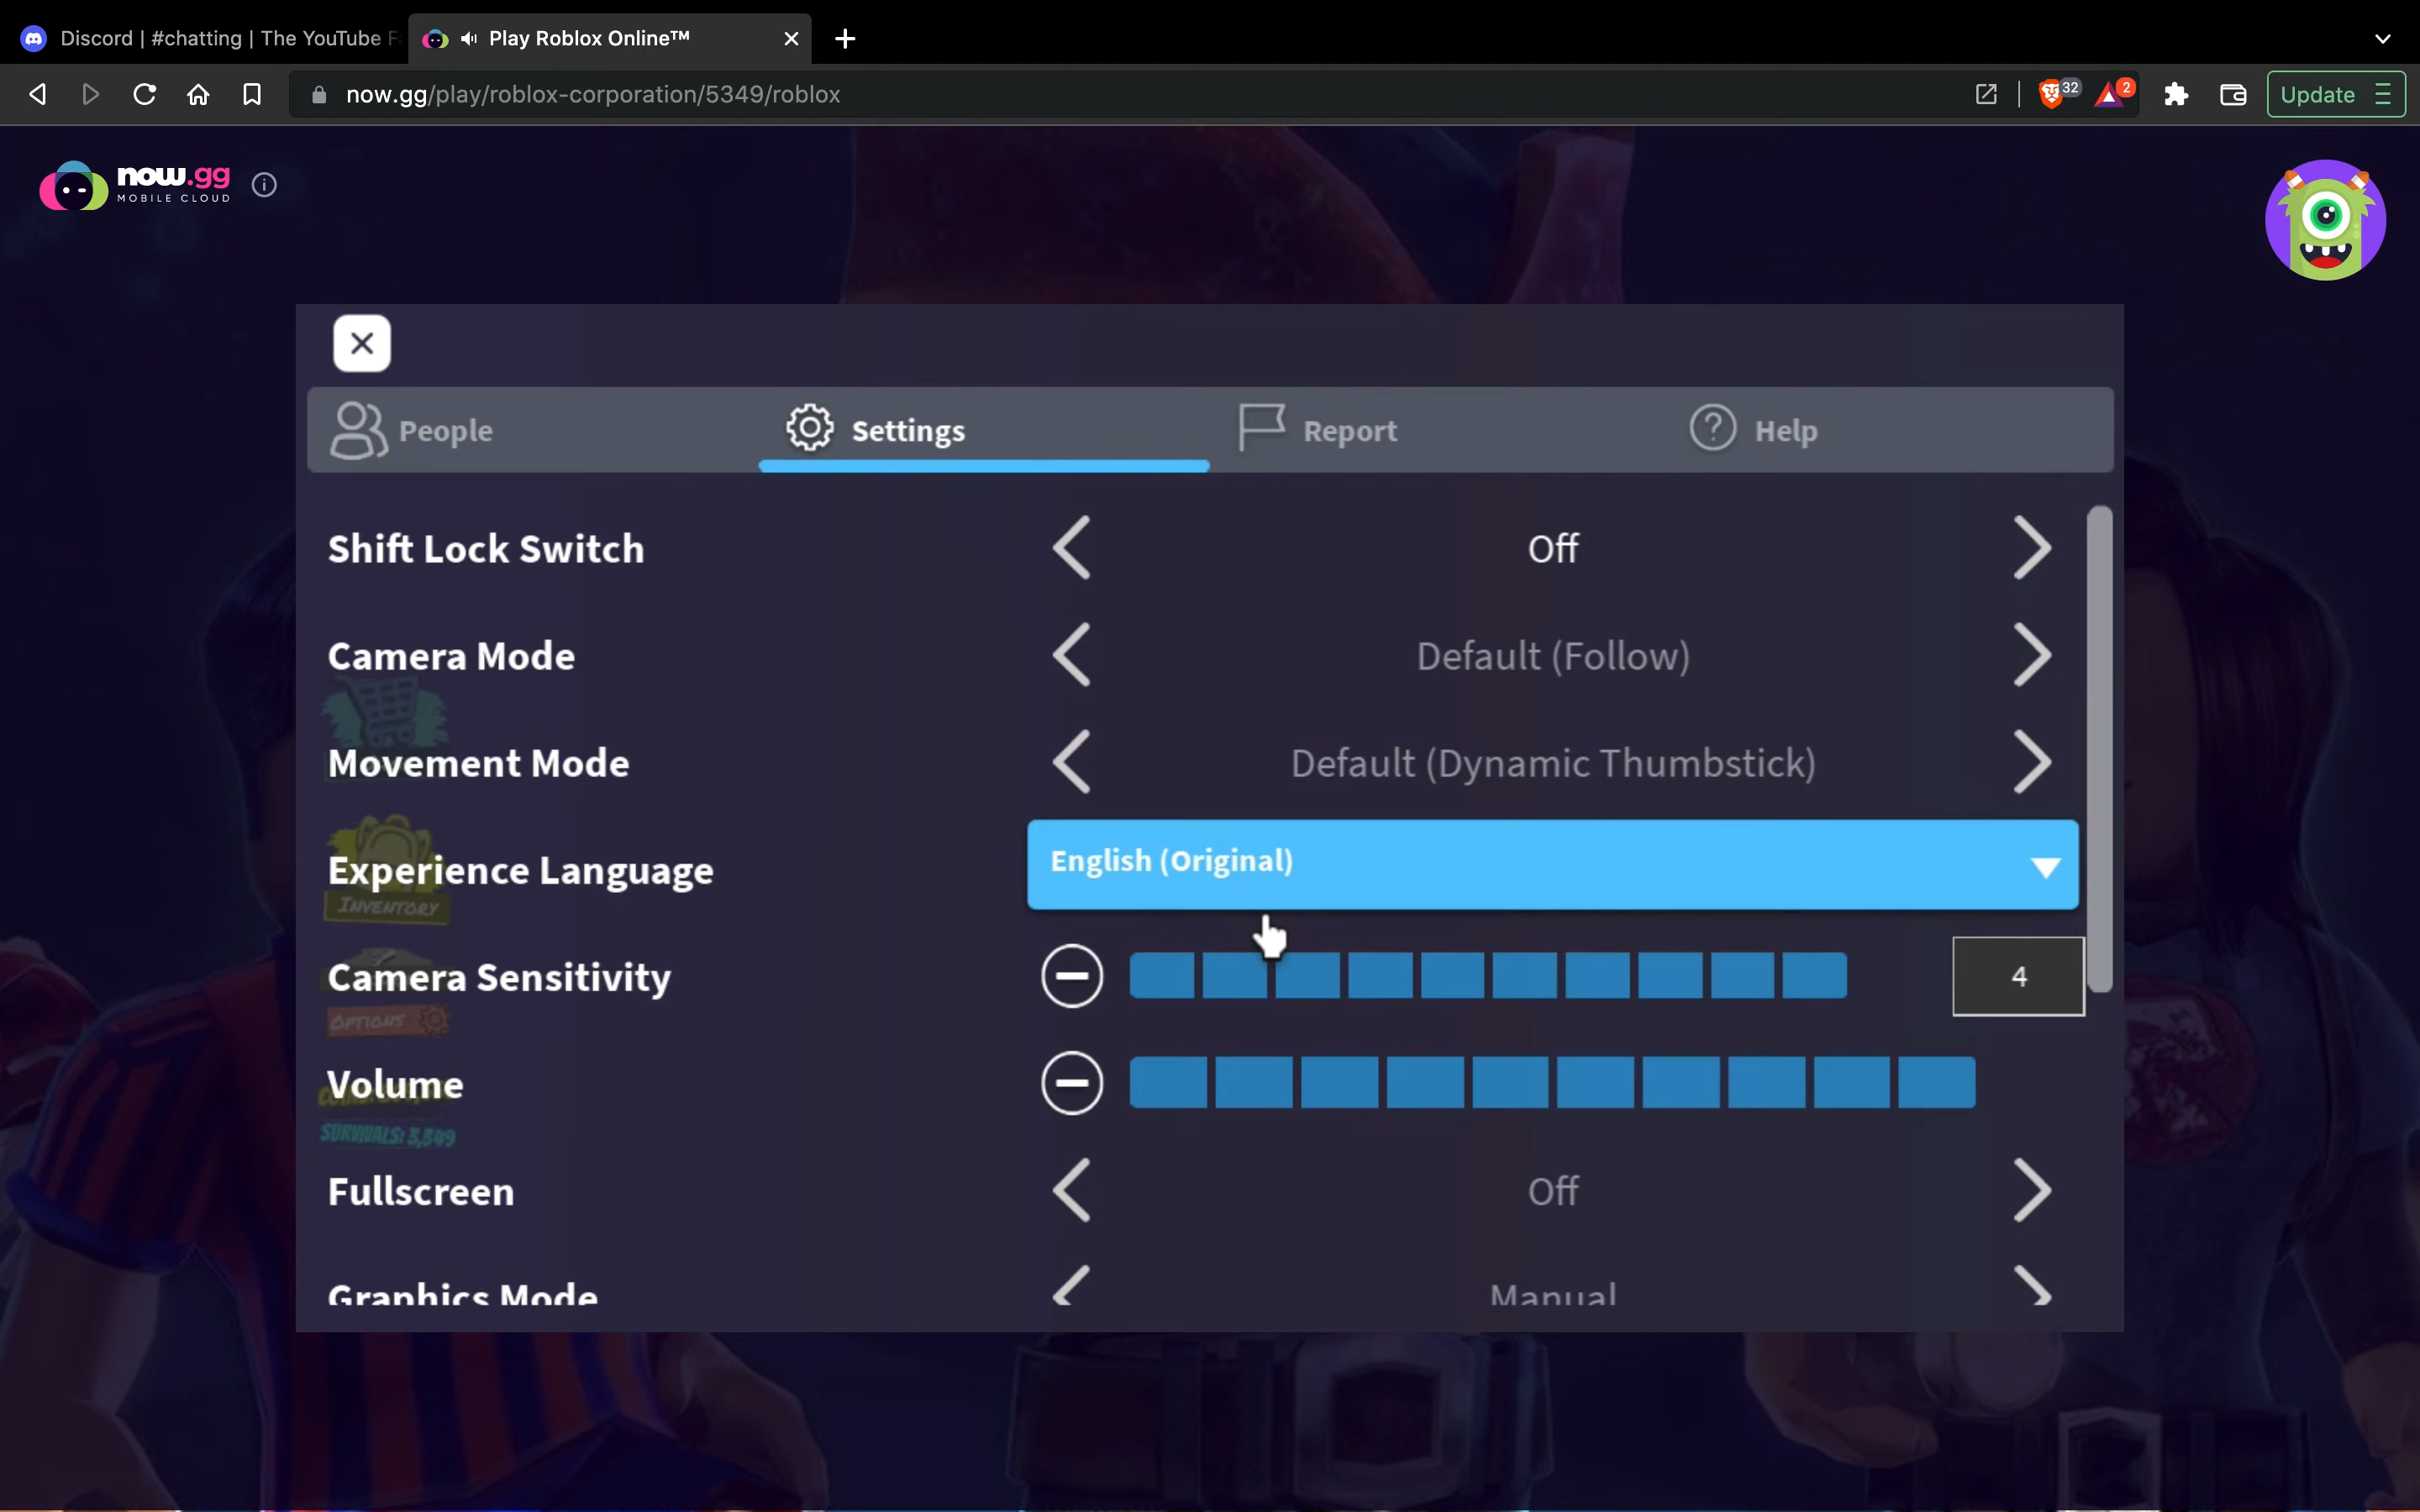 Discord | #chatting | The YouTube F
Play Roblox Online™
now.gg/play/roblox-corporation/5349/roblox
32
2
Update
now.gg
MOBILE CLOUD
People
Settings
Report
Help
Shift Lock Switch
Off
Camera Mode
Default (Follow)
Movement Mode
Default (Dynamic Thumbstick)
Experience Language
English (Original)
INVENTORY
Camera Sensitivity
4
OPTIONS
Volume
SURVIVALS: 3,349
Fullscreen
Off
Graphics Mode
Manual